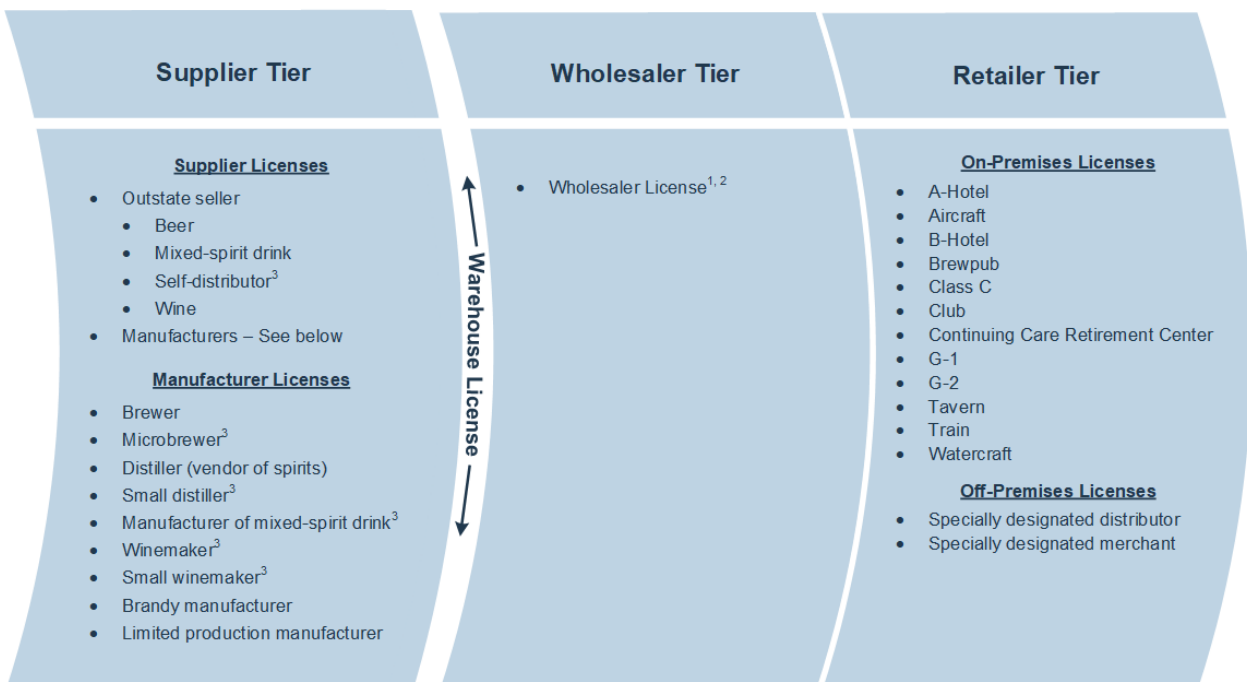 Supplier Tier
Wholesaler Tier
Retailer Tier
Supplier Licenses
• Outstate seller
• Beer
• Mixed-spirit drink
• Self-distributor3
• Wine
• Manufacturers – See below
Manufacturer Licenses
• Brewer
• Microbrewer3
• Distiller (vendor of spirits)
• Small distiller3
• Manufacturer of mixed-spirit drink3
• Winemaker3
• Small winemaker3
• Brandy manufacturer
• Limited production manufacturer
Warehouse License
• Wholesaler License1, 2
On-Premises Licenses
• A-Hotel
• Aircraft
• B-Hotel
• Brewpub
• Class C
• Club
• Continuing Care Retirement Center
• G-1
• G-2
• Tavern
• Train
• Watercraft
Off-Premises Licenses
• Specially designated distributor
• Specially designated merchant